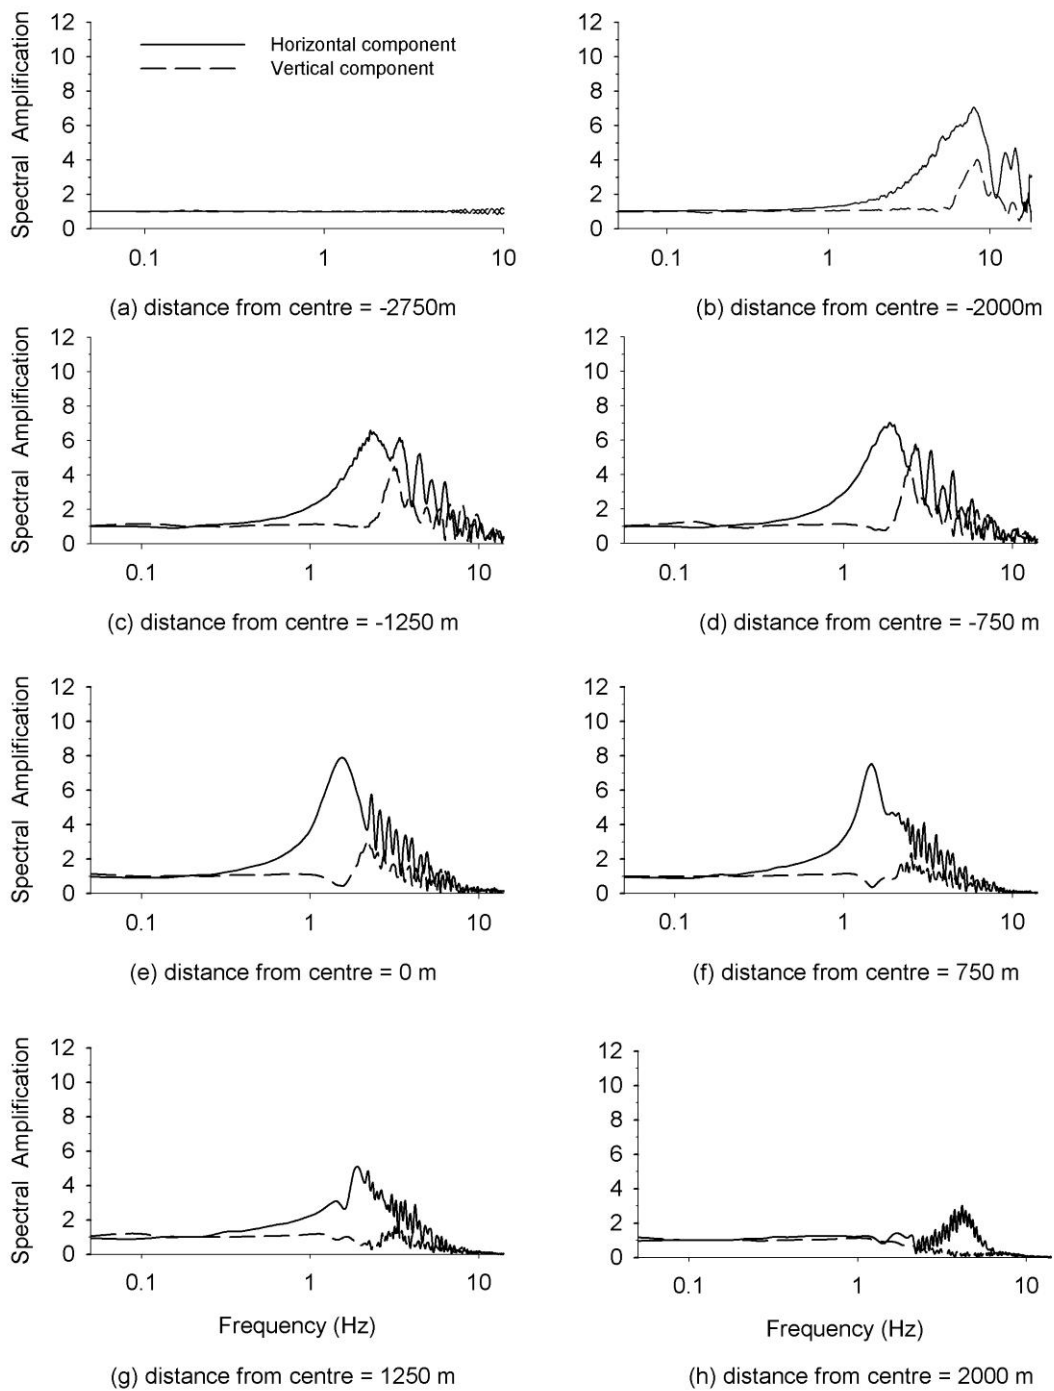 Spectral Amplification
12
10
8
6
4
2
0
Horizontal component
Vertical component
0.1 1 10
(a) distance from centre = -2750m
12
10
8
6
4
2
0
1 10
(b) distance from centre = -2000m
Spectral Amplification
12
10
8
6
4
2
0
0.1 1 10
(c) distance from centre = -1250 m
12
10
8
6
4
2
0
0.1 1 10
(d) distance from centre = -750 m
Spectral Amplification
12
10
8
6
4
2
0
0.1 1 10
(e) distance from centre = 0 m
12
10
8
6
4
2
0
0.1 1 10
(f) distance from centre = 750 m
Spectral Amplification
12
10
8
6
4
2
0
0.1 1 10
Frequency (Hz)
(g) distance from centre = 1250 m
12
10
8
6
4
2
0
0.1 1 10
Frequency (Hz)
(h) distance from centre = 2000 m